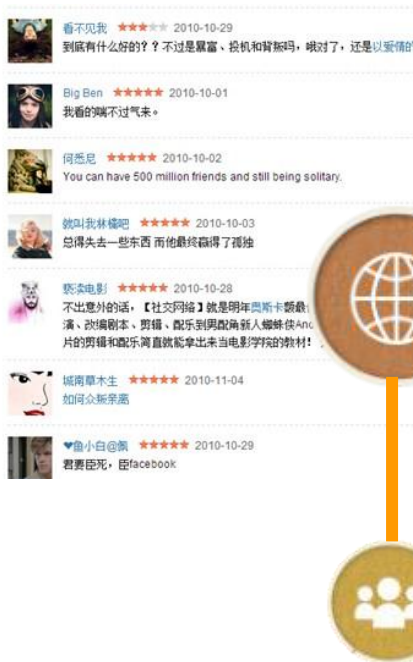 看不见我 ★★★☆☆ 2010-10-29
到底有什么好的？？不过是暴富、投机和背叛吗，哦对了，还是以爱情的
Big Ben ★★★★★ 2010-10-01
我看的喘不过气来。
何悉尼 ★★★★★ 2010-10-02
You can have 500 million friends and still being solitary.
就叫我林檎吧 ★★★★★ 2010-10-03
总得失去一些东西 而他最终赢得了孤独
亵渎电影 ★★★★★ 2010-10-28
不出意外的话，【社交网络】就是明年奥斯卡颁最
演、改编剧本、剪辑、配乐到男配角新人蜘蛛侠And
片的剪辑和配乐简直就能拿出来当电影学院的教材！
城南草木生 ★★★★★ 2010-11-04
如何众叛亲离
❤鱼小白@佩 ★★★★★ 2010-10-29
君要臣死，臣facebook